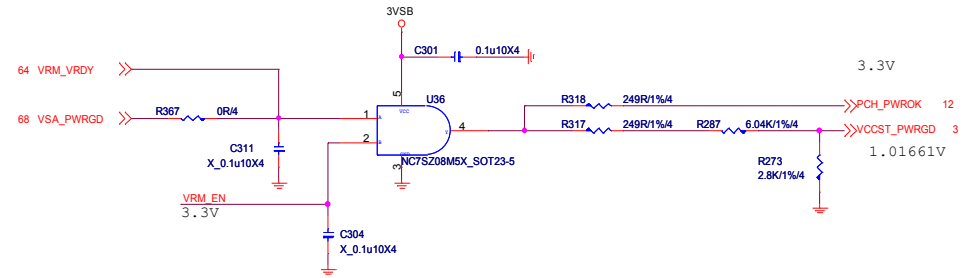 3VSB
C301 0.1u10X4
64 VRM_VRDY
3.3V
5
VCC
U36
R367 0R/4
R318 249R/1%/4
PCH_PWROK 12
68 VSA_PWRGD
1 A
Y 4
R317 249R/1%/4 R287 6.04K/1%/4
VCCST_PWRGD 3
2 B
C311
X_0.1u10X4
GND
3
NC7SZ08M5X_SOT23-5
1.01661V
R273
2.8K/1%/4
VRM_EN
3.3V
C304
X_0.1u10X4